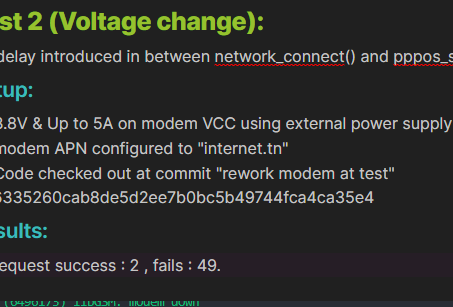 st 2 (Voltage change):
delay introduced in between network_connect() and pppos_s
tup:
3.8V & Up to 5A on modem VCC using external power supply
modem APN configured to "internet.tn"
Code checked out at commit "rework modem at test"
6335260cab8de5d2ee7b0bc5b49744fca4ca35e4
sults:
equest success : 2 , fails : 49.
(6496175) libGSM: modem down